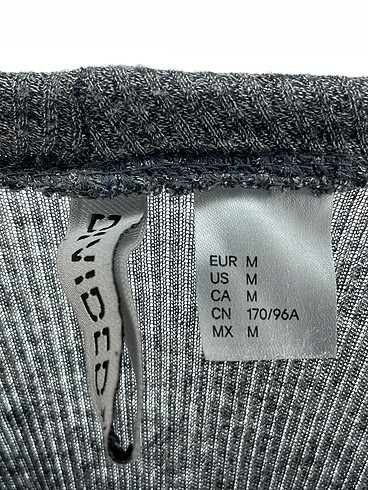 DIVIDED
EUR M
US M
CA M
CN 170/96A
MX M